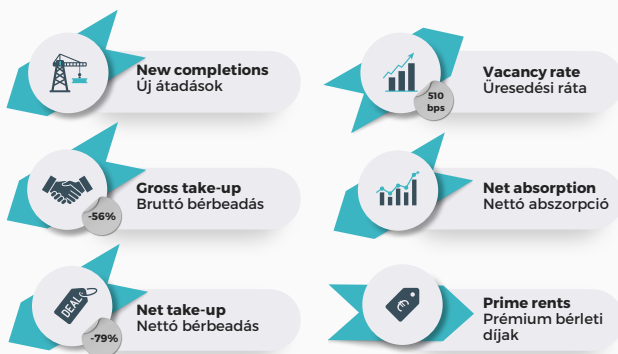 New completions
Új átadások
Vacancy rate
Üresedési ráta
510
bps
Gross take-up
Bruttó bérbeadás
-56%
Net absorption
Nettó abszorpció
DEAL
Net take-up
Nettó bérbeadás
-79%
€
Prime rents
Prémium bérleti
díjak